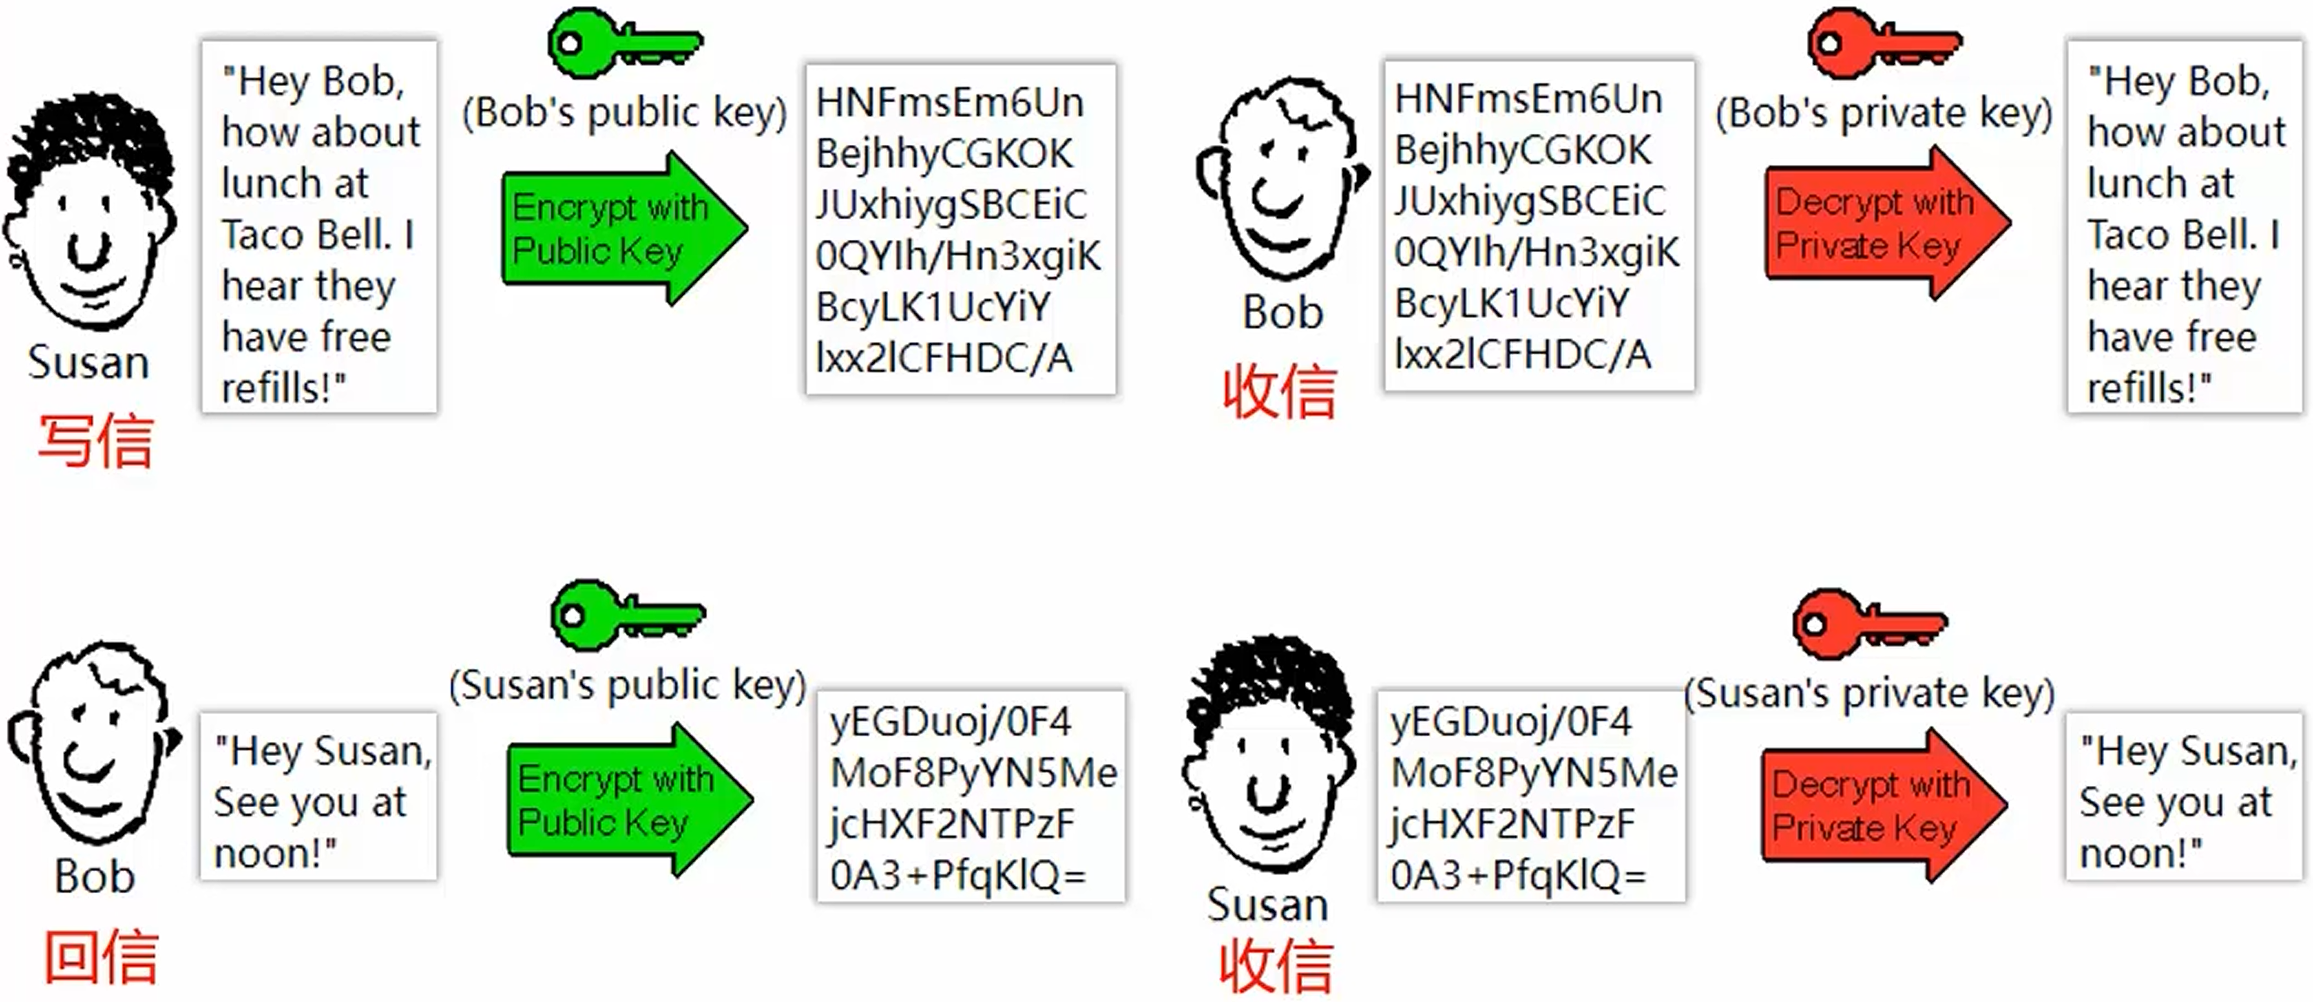 "Hey Bob,
how about
lunch at
Taco Bell. I
hear they
have free
refills!"
Susan
写信
(Bob's public key)
Encrypt with
Public Key
HNFmsEm6Un
BejhhyCGKOK
JUxhiygSBCEiC
0QYIh/Hn3xgiK
BcyLK1UcYiY
lxx2lCFHDC/A
Bob
收信
HNFmsEm6Un
BejhhyCGKOK
JUxhiygSBCEiC
0QYIh/Hn3xgiK
BcyLK1UcYiY
lxx2lCFHDC/A
(Bob's private key)
Decrypt with
Private Key
"Hey Bob,
how about
lunch at
Taco Bell. I
hear they
have free
refills!"
Bob
回信
"Hey Susan,
See you at
noon!"
(Susan's public key)
Encrypt with
Public Key
yEGDuoj/0F4
MoF8PyYN5Me
jcHXF2NTPzF
0A3+PfqKlQ=
Susan
收信
yEGDuoj/0F4
MoF8PyYN5Me
jcHXF2NTPzF
0A3+PfqKlQ=
(Susan's private key)
Decrypt with
Private Key
"Hey Susan,
See you at
noon!"